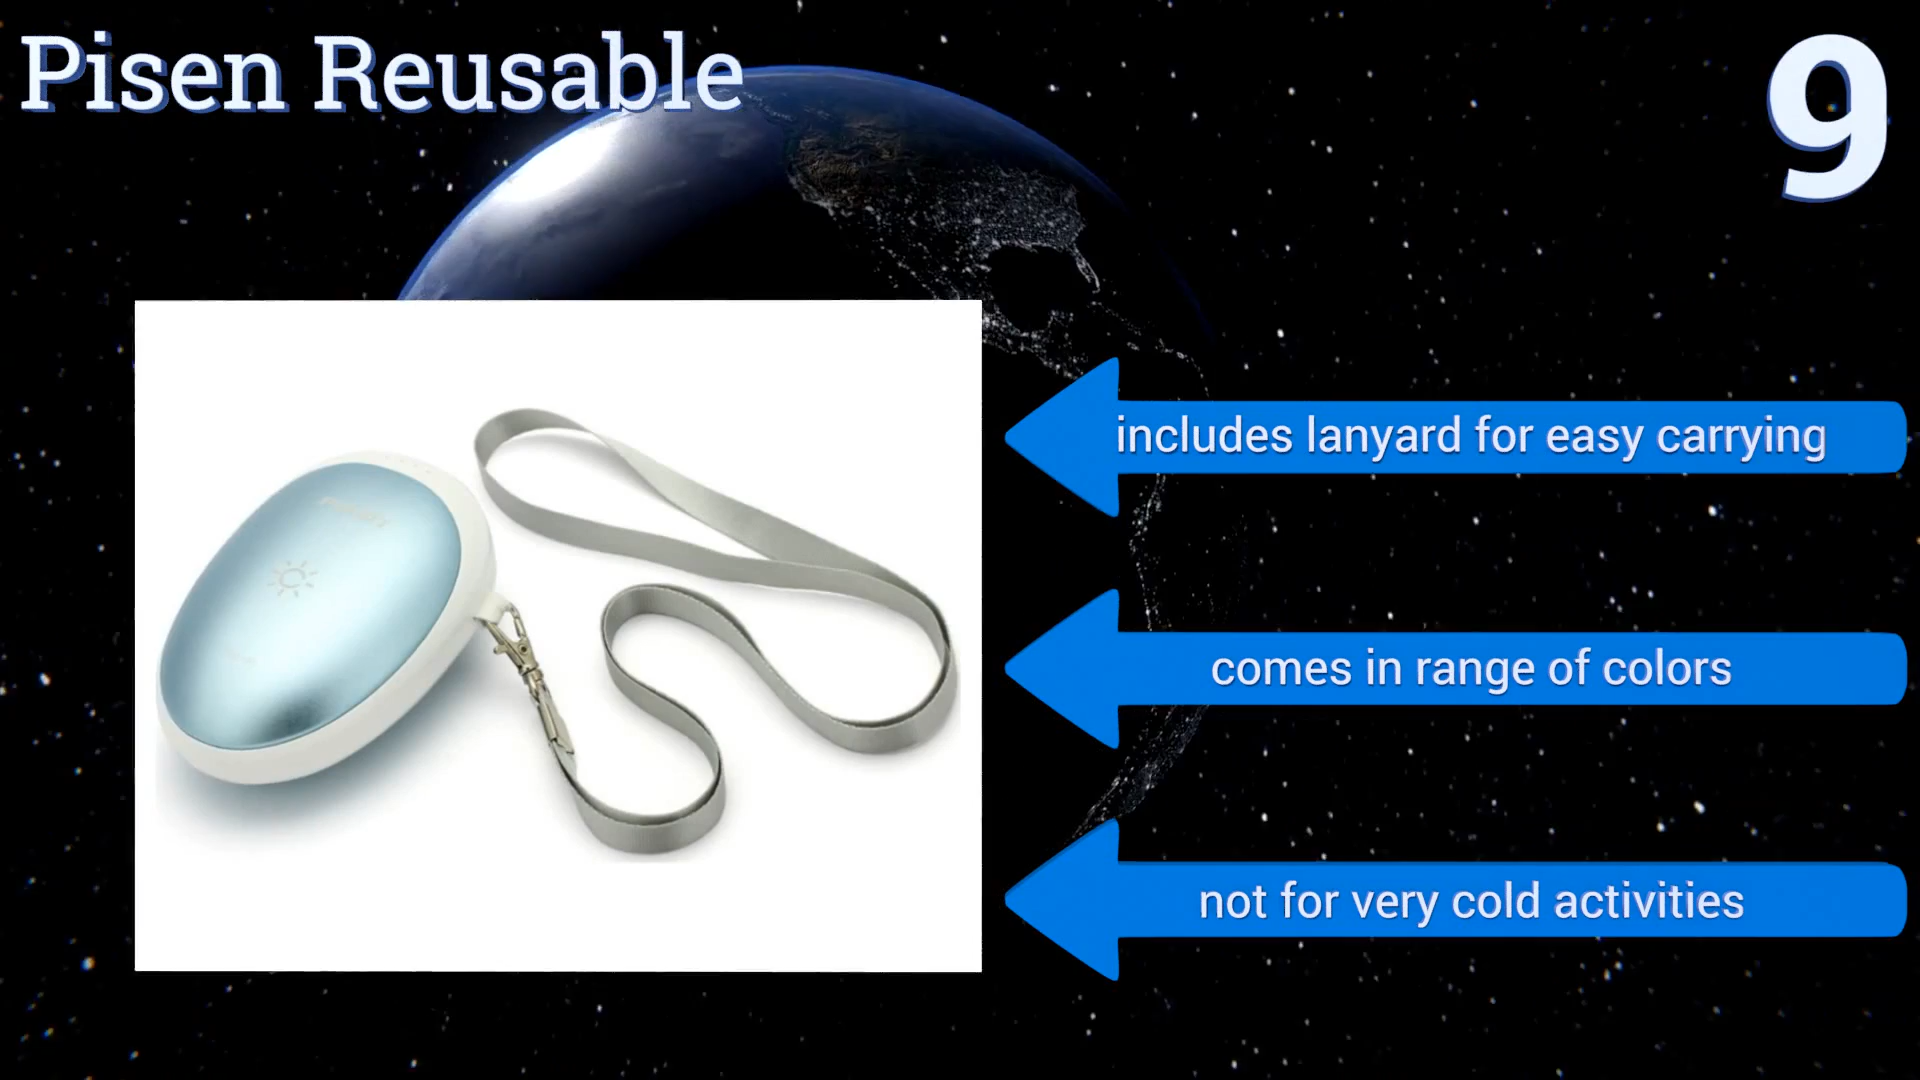 Pisen Reusable
9
includes lanyard for easy carrying
comes in range of colors
not for very cold activities